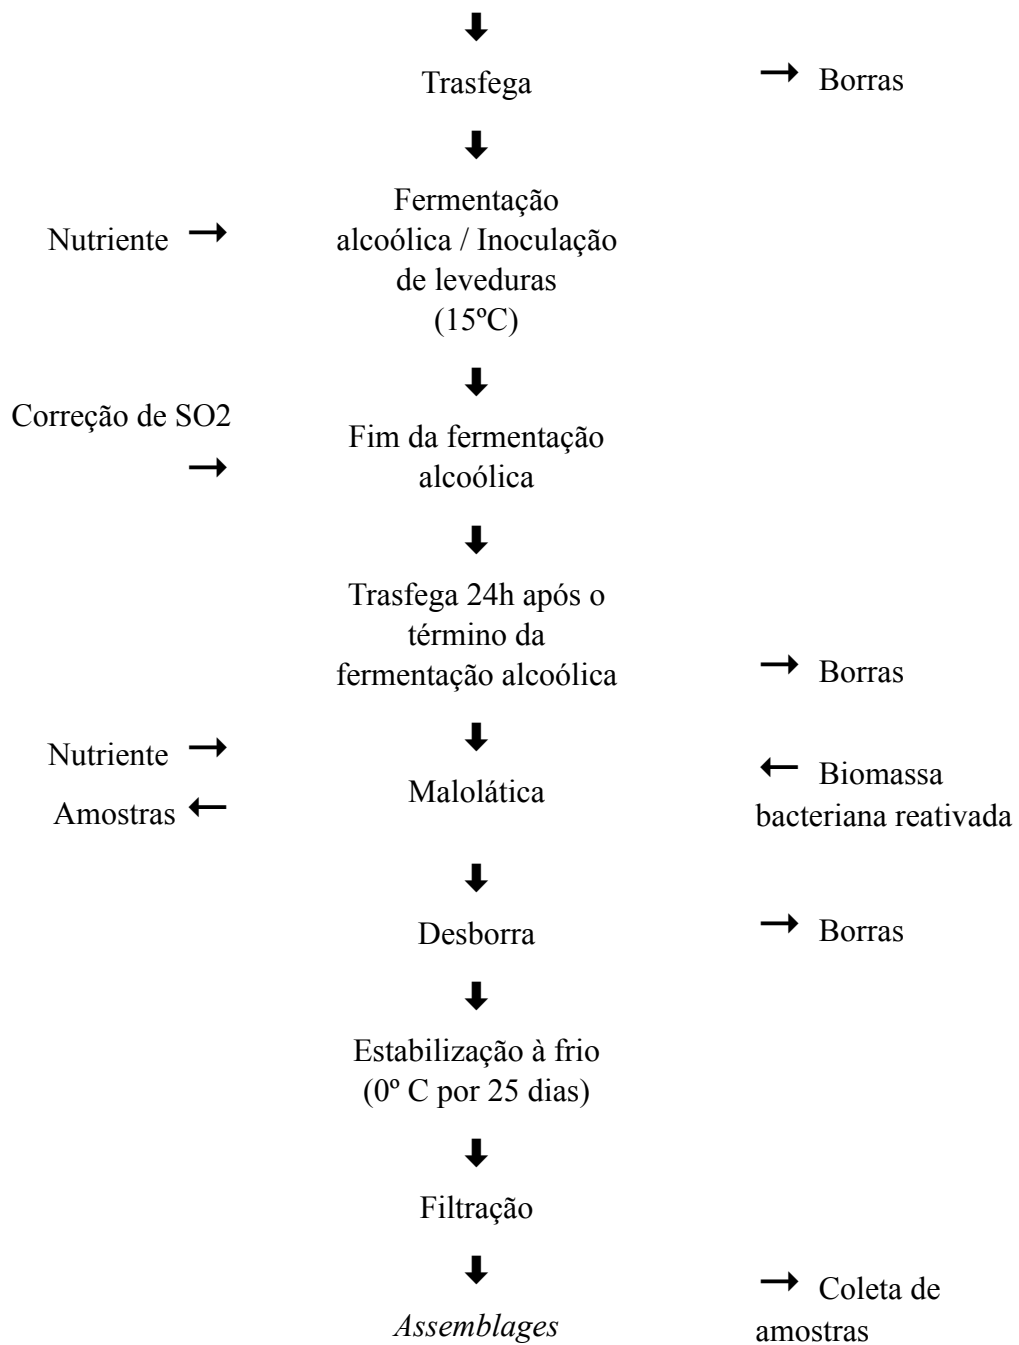 Trasfega
Borras
Fermentação
alcoólica / Inoculação
de leveduras
(15ºC)
Nutriente
Correção de SO2
Fim da fermentação
alcoólica
Trasfega 24h após o
término da
fermentação alcoólica
Borras
Nutriente
Amostras
Malolática
Biomassa
bacteriana reativada
Desborra
Borras
Estabilização à frio
(0º C por 25 dias)
Filtração
Assemblages
Coleta de
amostras